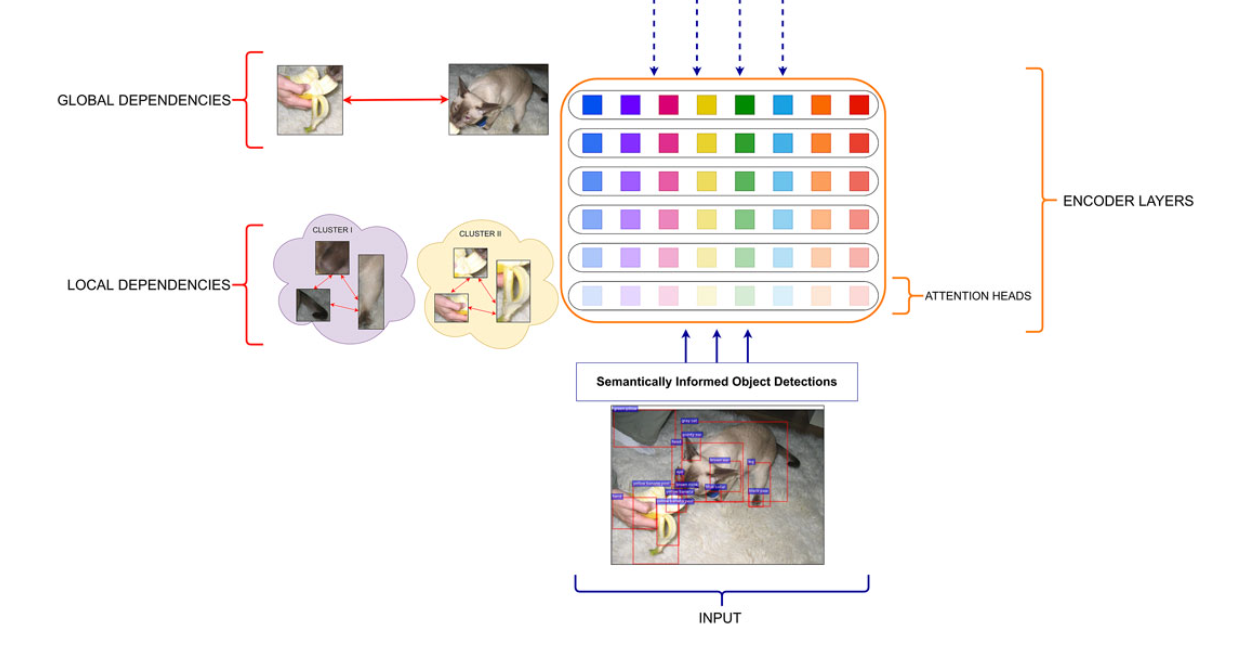 GLOBAL DEPENDENCIES
ENCODER LAYERS
CLUSTER I
CLUSTER II
LOCAL DEPENDENCIES
ATTENTION HEADS
Semantically Informed Object Detections
INPUT